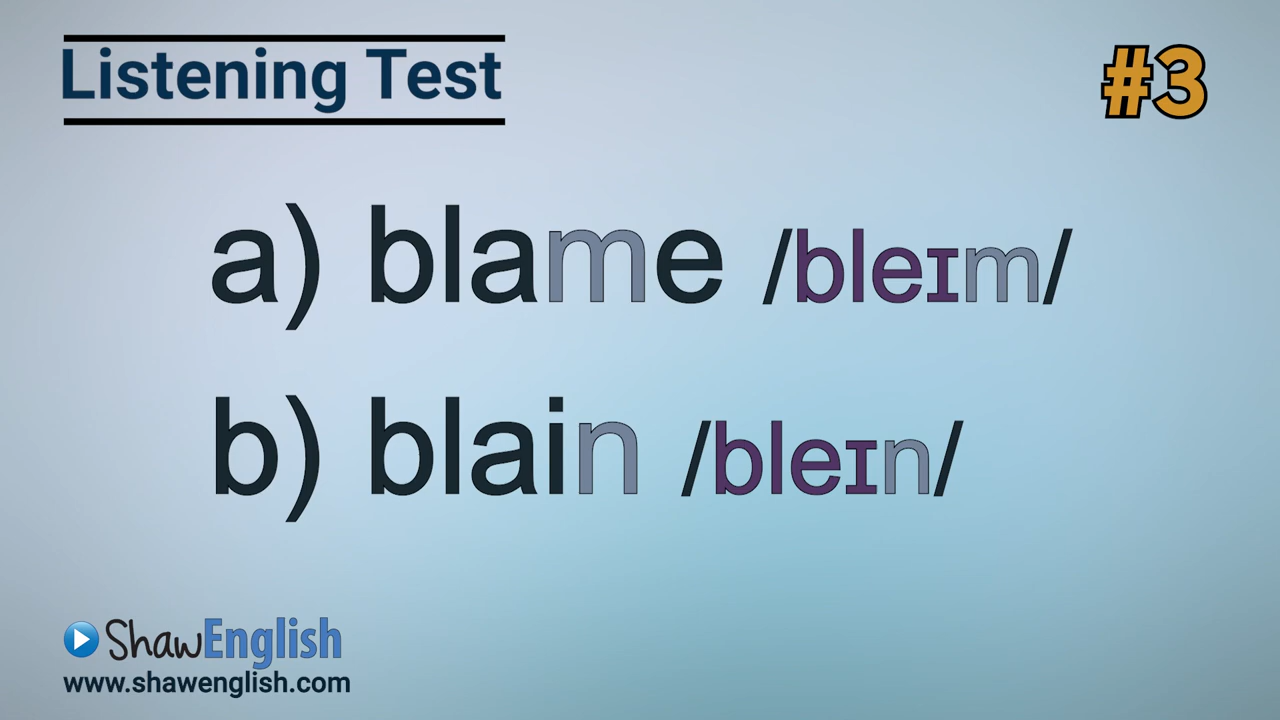 Listening Test
#3
a) blame /bleɪm/
b) blain /bleɪn/
ShawEnglish
www.shawenglish.com